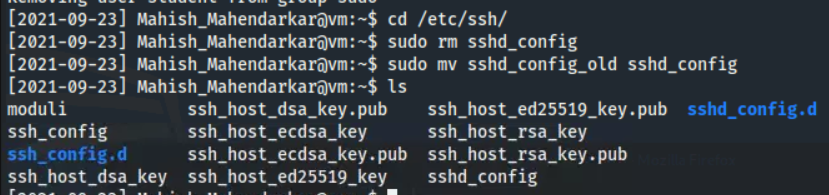 Removing user student from group sudo
[2021-09-23] Mahish_Mahendarkar@vm:~$ cd /etc/ssh/
[2021-09-23] Mahish_Mahendarkar@vm:~$ sudo rm sshd_config
[2021-09-23] Mahish_Mahendarkar@vm:~$ sudo mv sshd_config_old sshd_config
[2021-09-23] Mahish_Mahendarkar@vm:~$ ls
moduli ssh_host_dsa_key.pub ssh_host_ed25519_key.pub sshd_config.d
ssh_config ssh_host_ecdsa_key ssh_host_rsa_key
ssh_config.d ssh_host_ecdsa_key.pub ssh_host_rsa_key.pub
ssh_host_dsa_key ssh_host_ed25519_key sshd_config
[2021-09-23] Mahish_Mahendarkar@vm:~$